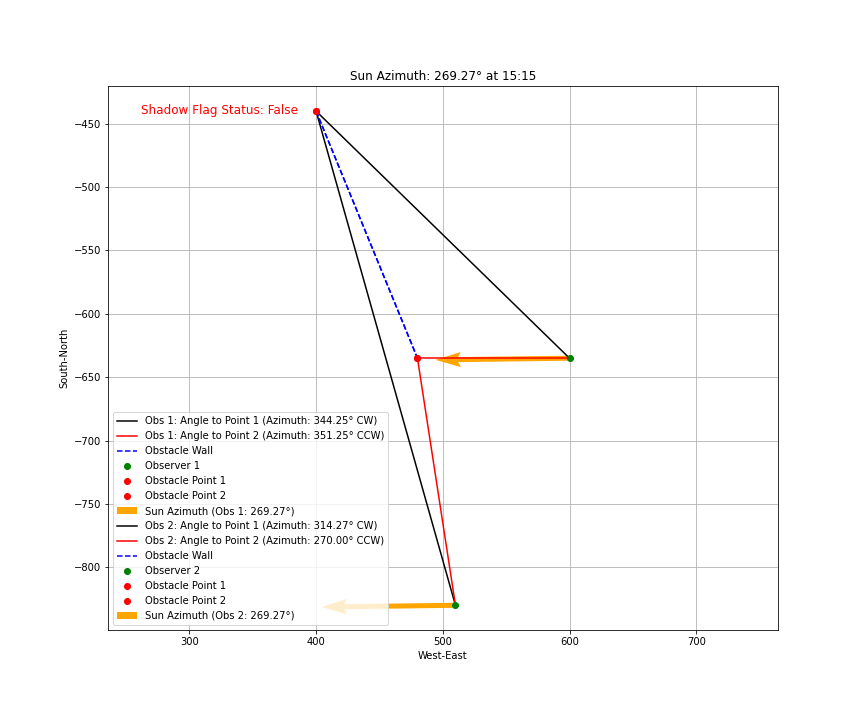 Sun Azimuth: 269.27° at 15:15
Shadow Flag Status: False
−450
−500
−550
−600
−650
−700
−750
−800
South-North
Obs 1: Angle to Point 1 (Azimuth: 344.25° CW)
Obs 1: Angle to Point 2 (Azimuth: 351.25° CCW)
Obstacle Wall
Observer 1
Obstacle Point 1
Obstacle Point 2
Sun Azimuth (Obs 1: 269.27°)
Obs 2: Angle to Point 1 (Azimuth: 314.27° CW)
Obs 2: Angle to Point 2 (Azimuth: 270.00° CCW)
Obstacle Wall
Observer 2
Obstacle Point 1
Obstacle Point 2
Sun Azimuth (Obs 2: 269.27°)
300 400 500 600 700
West-East